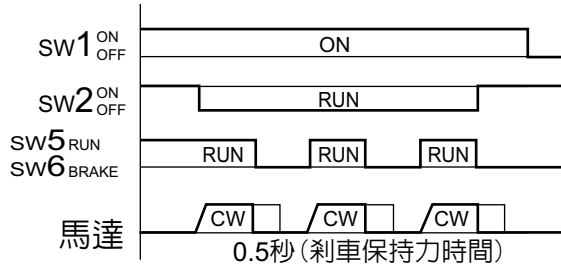 SW1 ON OFF ON
SW2 ON OFF RUN
SW5 RUN
SW6 BRAKE
RUN RUN RUN
馬達 CW CW CW
0.5秒(剎車保持力時間)